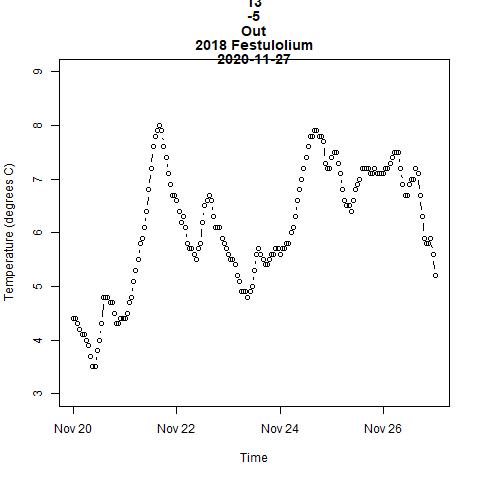 13
-5
Out
2018 Festulolium
2020-11-27
9
8
7
6
5
4
3
Temperature (degrees C)
Nov 20 Nov 22 Nov 24 Nov 26
Time